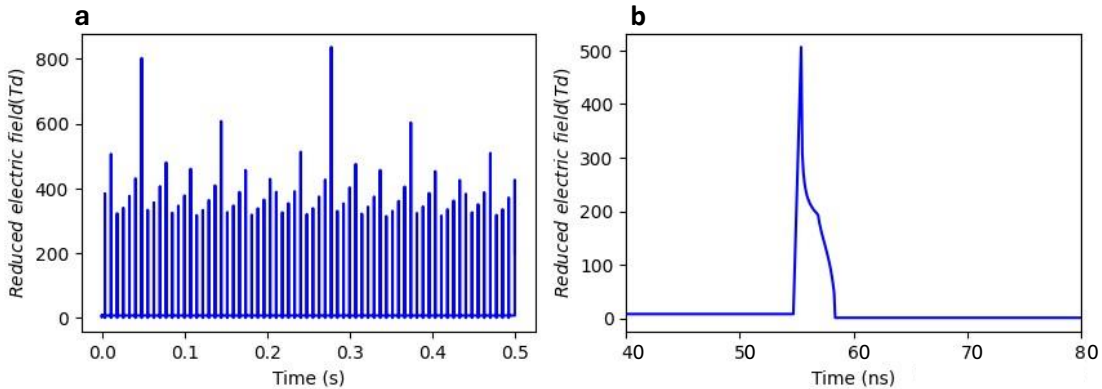 a
800
600
400
200
0
Reduced electric field(Td)
0.0 0.1 0.2 0.3 0.4 0.5
Time (s)
b
500
400
300
200
100
0
Reduced electric field(Td)
40 50 60 70 80
Time (ns)